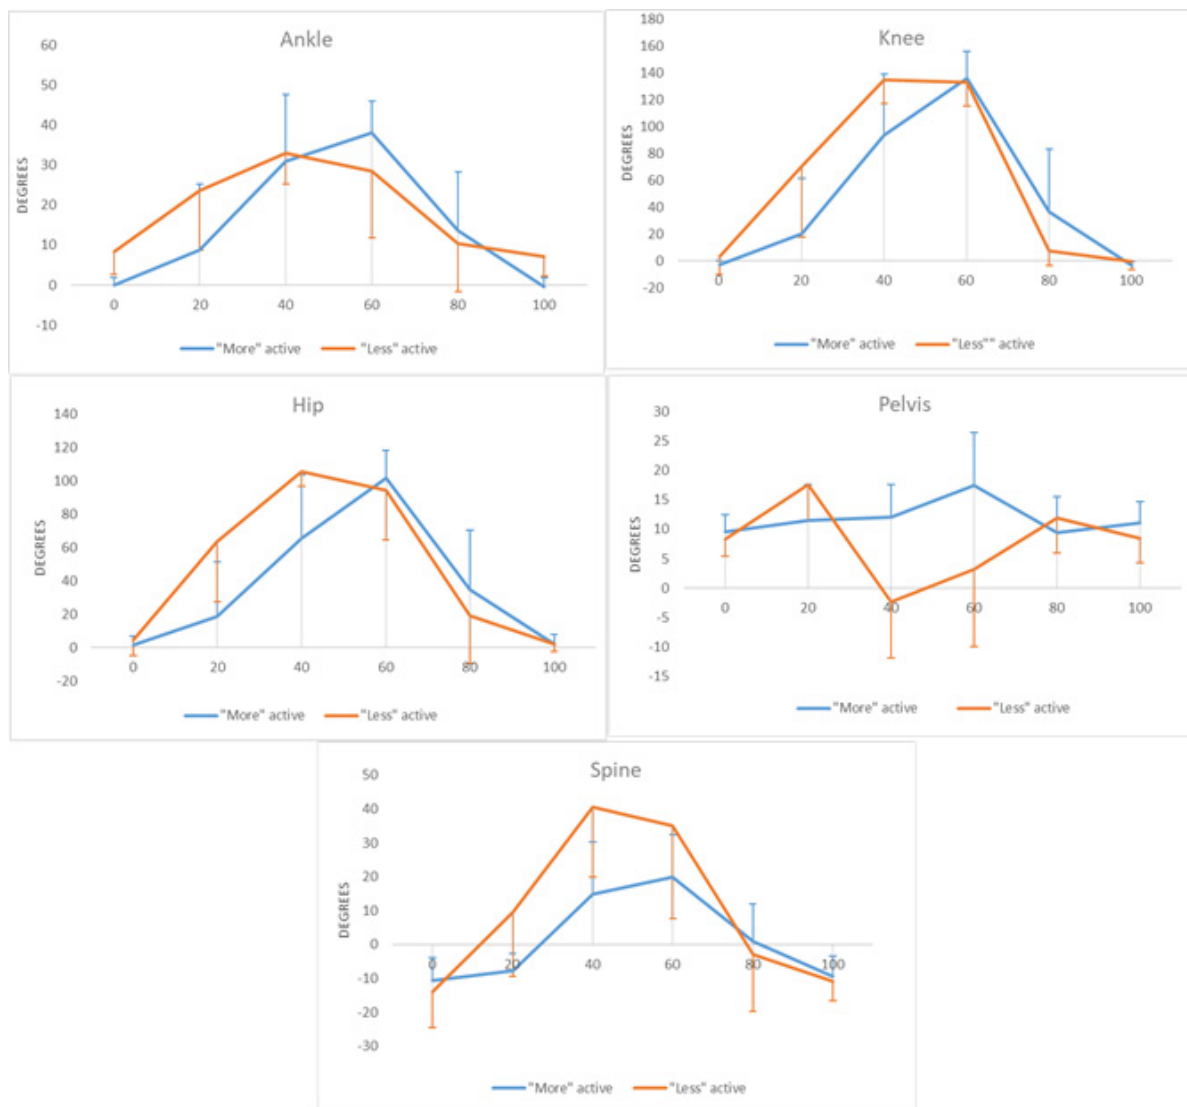 Ankle
60
50
40
30
20
10
0
-10
DEGREES
0 20 40 60 80 100
"More" active "Less" active
Knee
180
160
140
120
100
80
60
40
20
0
-20
DEGREES
0 20 40 60 80 100
"More" active "Less"" active
Hip
140
120
100
80
60
40
20
0
-20
DEGREES
0 20 40 60 80 100
"More" active "Less" active
Pelvis
30
25
20
15
10
5
0
-5
-10
-15
DEGREES
0 20 40 60 80 100
"More" active "Less" active
Spine
50
40
30
20
10
0
-10
-20
-30
DEGREES
0 20 40 60 80 100
"More" active "Less" active